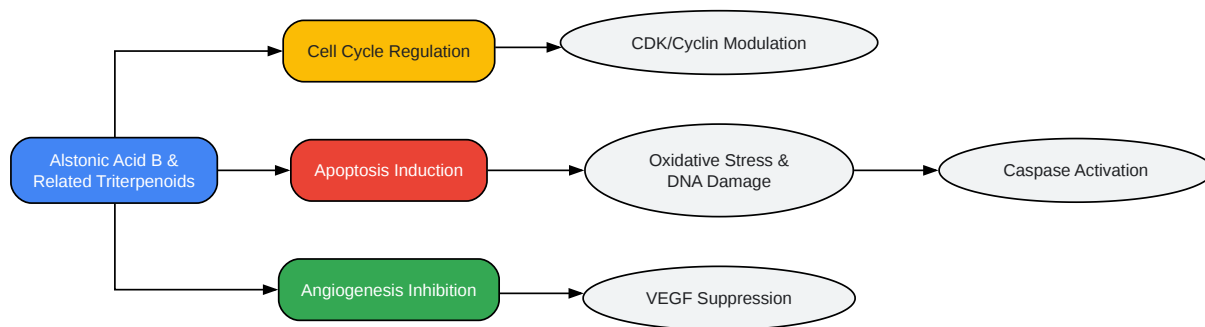 Cell Cycle Regulation
CDK/Cyclin Modulation
Alstonic Acid B &
Related Triterpenoids
Apoptosis Induction
Oxidative Stress &
DNA Damage
Caspase Activation
Angiogenesis Inhibition
VEGF Suppression